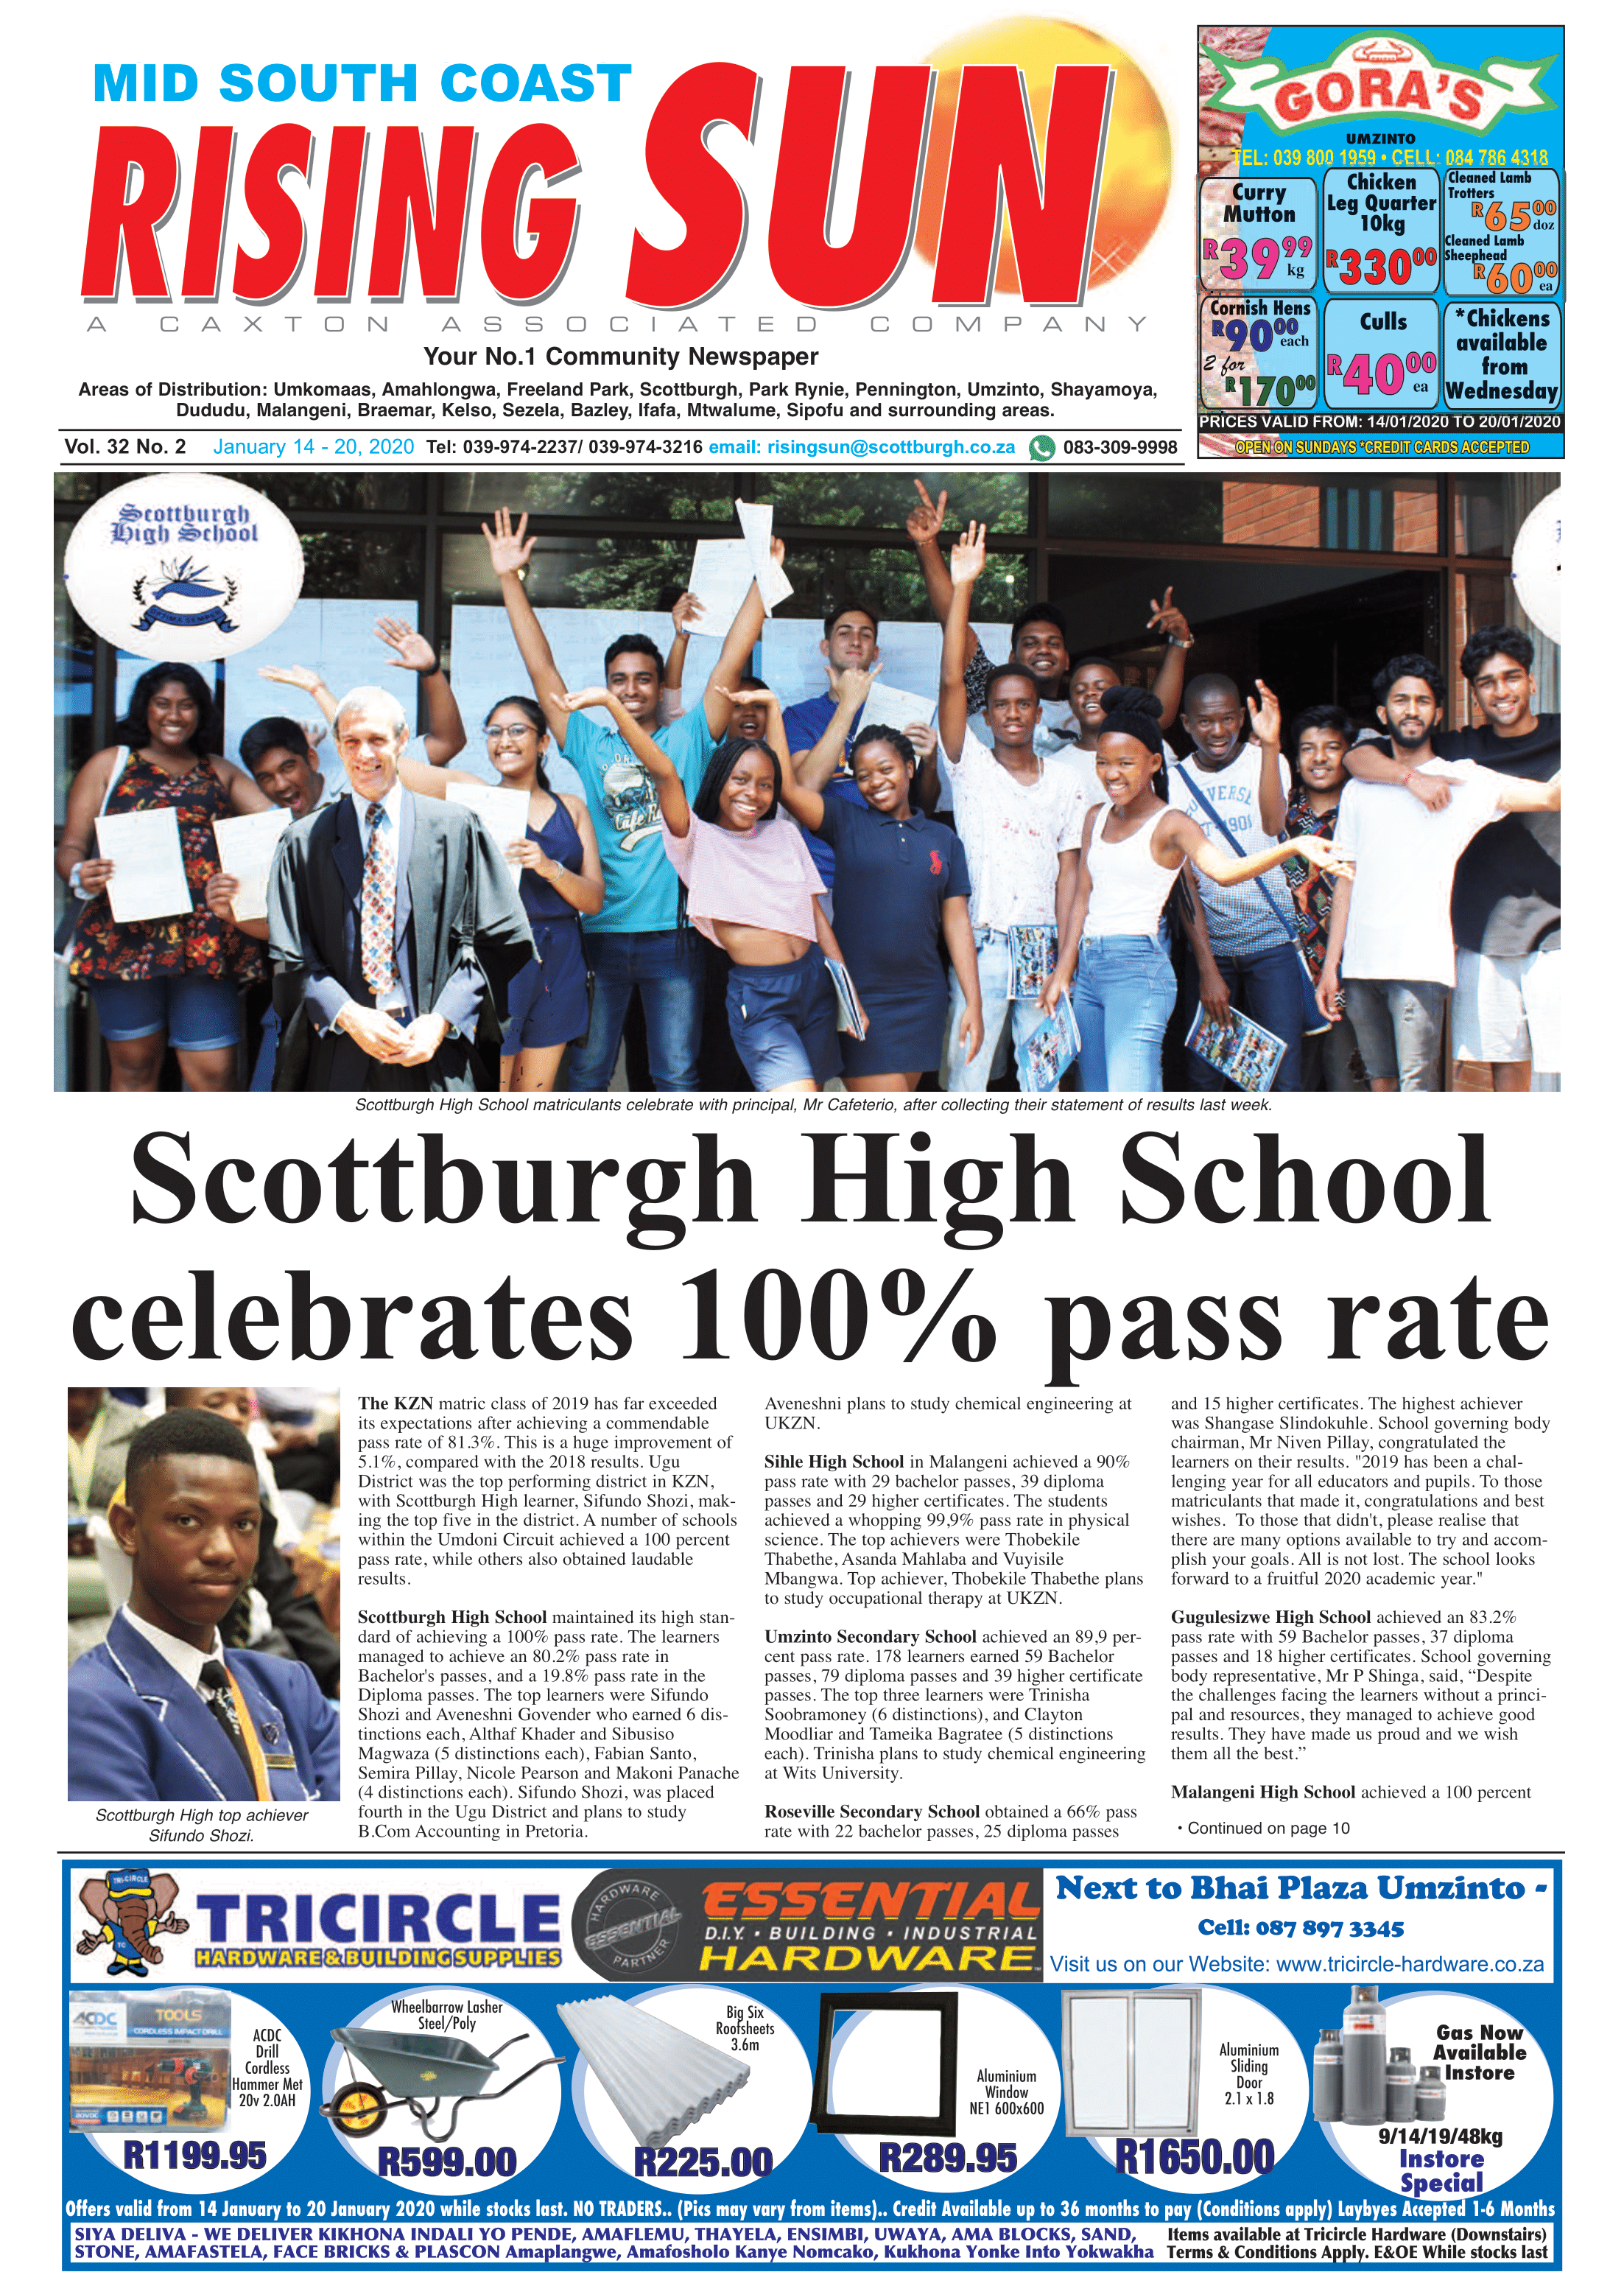 MID SOUTH COAST
RISING SUN
A CAXTON ASSOCIATED COMPANY
Your No.1 Community Newspaper
Areas of Distribution: Umkomaas, Amahlongwa, Freeland Park, Scottburgh, Park Rynie, Pennington, Umzinto, Shayamoya,
Dududu, Malangeni, Braemar, Kelso, Sezela, Bazley, Ifafa, Mtwalume, Sipofu and surrounding areas.
Vol. 32 No. 2 January 14 - 20, 2020 Tel: 039-974-2237/ 039-974-3216 email: risingsun@scottburgh.co.za 083-309-9998
GORA'S
UMZINTO
TEL: 039 800 1959 • CELL: 084 786 4318
Curry
Mutton
R39 99
kg
Chicken
Leg Quarter
10kg
R330 00
Cleaned Lamb
Trotters
R65 00
doz
Cleaned Lamb
Sheephead
R60 00
ea
Cornish Hens
R90 00
each
2 for
R170 00
Culls
R40 00
ea
*Chickens
available
from
Wednesday
PRICES VALID FROM: 14/01/2020 TO 20/01/2020
OPEN ON SUNDAYS *CREDIT CARDS ACCEPTED
Scottburgh
High School
Scottburgh High School matriculants celebrate with principal, Mr Cafeterio, after collecting their statement of results last week.
Scottburgh High School
celebrates 100% pass rate
Scottburgh High top achiever
Sifundo Shozi.
The KZN matric class of 2019 has far exceeded
its expectations after achieving a commendable
pass rate of 81.3%. This is a huge improvement of
5.1%, compared with the 2018 results. Ugu
District was the top performing district in KZN,
with Scottburgh High learner, Sifundo Shozi, mak-
ing the top five in the district. A number of schools
within the Umdoni Circuit achieved a 100 percent
pass rate, while others also obtained laudable
results.
Scottburgh High School maintained its high stan-
dard of achieving a 100% pass rate. The learners
managed to achieve an 80.2% pass rate in
Bachelor's passes, and a 19.8% pass rate in the
Diploma passes. The top learners were Sifundo
Shozi and Aveneshni Govender who earned 6 dis-
tinctions each, Althaf Khader and Sibusiso
Magwaza (5 distinctions each), Fabian Santo,
Semira Pillay, Nicole Pearson and Makoni Panache
(4 distinctions each). Sifundo Shozi, was placed
fourth in the Ugu District and plans to study
B.Com Accounting in Pretoria.
Aveneshni plans to study chemical engineering at
UKZN.
Sihle High School in Malangeni achieved a 90%
pass rate with 29 bachelor passes, 39 diploma
passes and 29 higher certificates. The students
achieved a whopping 99,9% pass rate in physical
science. The top achievers were Thobekile
Thabethe, Asanda Mahlaba and Vuyisile
Mbangwa. Top achiever, Thobekile Thabethe plans
to study occupational therapy at UKZN.
Umzinto Secondary School achieved an 89,9 per-
cent pass rate. 178 learners earned 59 Bachelor
passes, 79 diploma passes and 39 higher certificate
passes. The top three learners were Trinisha
Soobramoney (6 distinctions), and Clayton
Moodliar and Tameika Bagratee (5 distinctions
each). Trinisha plans to study chemical engineering
at Wits University.
Roseville Secondary School obtained a 66% pass
rate with 22 bachelor passes, 25 diploma passes
and 15 higher certificates. The highest achiever
was Shangase Slindokuhle. School governing body
chairman, Mr Niven Pillay, congratulated the
learners on their results. "2019 has been a chal-
lenging year for all educators and pupils. To those
matriculants that made it, congratulations and best
wishes. To those that didn't, please realise that
there are many options available to try and accom-
plish your goals. All is not lost. The school looks
forward to a fruitful 2020 academic year."
Gugulesizwe High School achieved an 83.2%
pass rate with 59 Bachelor passes, 37 diploma
passes and 18 higher certificates. School governing
body representative, Mr P Shinga, said, “Despite
the challenges facing the learners without a princi-
pal and resources, they managed to achieve good
results. They have made us proud and we wish
them all the best.”
Malangeni High School achieved a 100 percent
• Continued on page 10
TRI-CIRCLE
TC
TRICIRCLE
HARDWARE & BUILDING SUPPLIES
HARDWARE
ESSENTIAL
PARTNER
ESSENTIAL
D.I.Y. • BUILDING • INDUSTRIAL
HARDWARE
Next to Bhai Plaza Umzinto -
Cell: 087 897 3345
Visit us on our Website: www.tricircle-hardware.co.za
ACDC
TOOLS
CORDLESS IMPACT DRILL
ACDC
Drill
Cordless
Hammer Met
20v 2.0AH
R1199.95
Wheelbarrow Lasher
Steel/Poly
R599.00
Big Six
Roofsheets
3.6m
R225.00
Aluminium
Window
NE1 600x600
R289.95
Aluminium
Sliding
Door
2.1 x 1.8
R1650.00
Gas Now
Available
Instore
9/14/19/48kg
Instore
Special
Offers valid from 14 January to 20 January 2020 while stocks last. NO TRADERS.. (Pics may vary from items).. Credit Available up to 36 months to pay (Conditions apply) Laybyes Accepted 1-6 Months
SIYA DELIVA - WE DELIVER KIKHONA INDALI YO PENDE, AMAFLEMU, THAYELA, ENSIMBI, UWAYA, AMA BLOCKS, SAND,
STONE, AMAFASTELA, FACE BRICKS & PLASCON Amaplangwe, Amafosholo Kanye Nomcako, Kukhona Yonke Into Yokwakha
Items available at Tricircle Hardware (Downstairs)
Terms & Conditions Apply. E&OE While stocks last